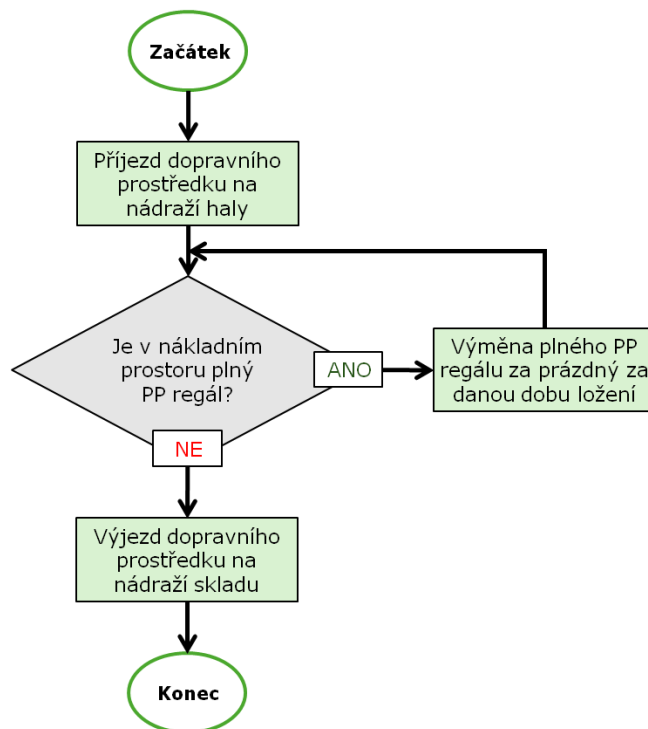 Začátek
Příjezd dopravního
prostředku na
nádraží haly
Je v nákladním
prostoru plný
PP regál?
ANO
Výměna plného PP
regálu za prázdný za
danou dobu ložení
NE
Výjezd dopravního
prostředku na
nádraží skladu
Konec